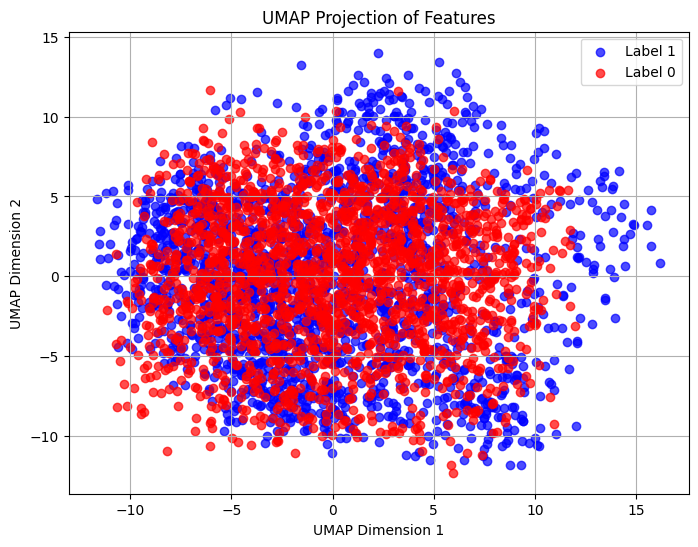 UMAP Projection of Features
Label 1
Label 0
15
10
5
0
−5
−10
UMAP Dimension 2
−10
−5
0
5
10
15
UMAP Dimension 1